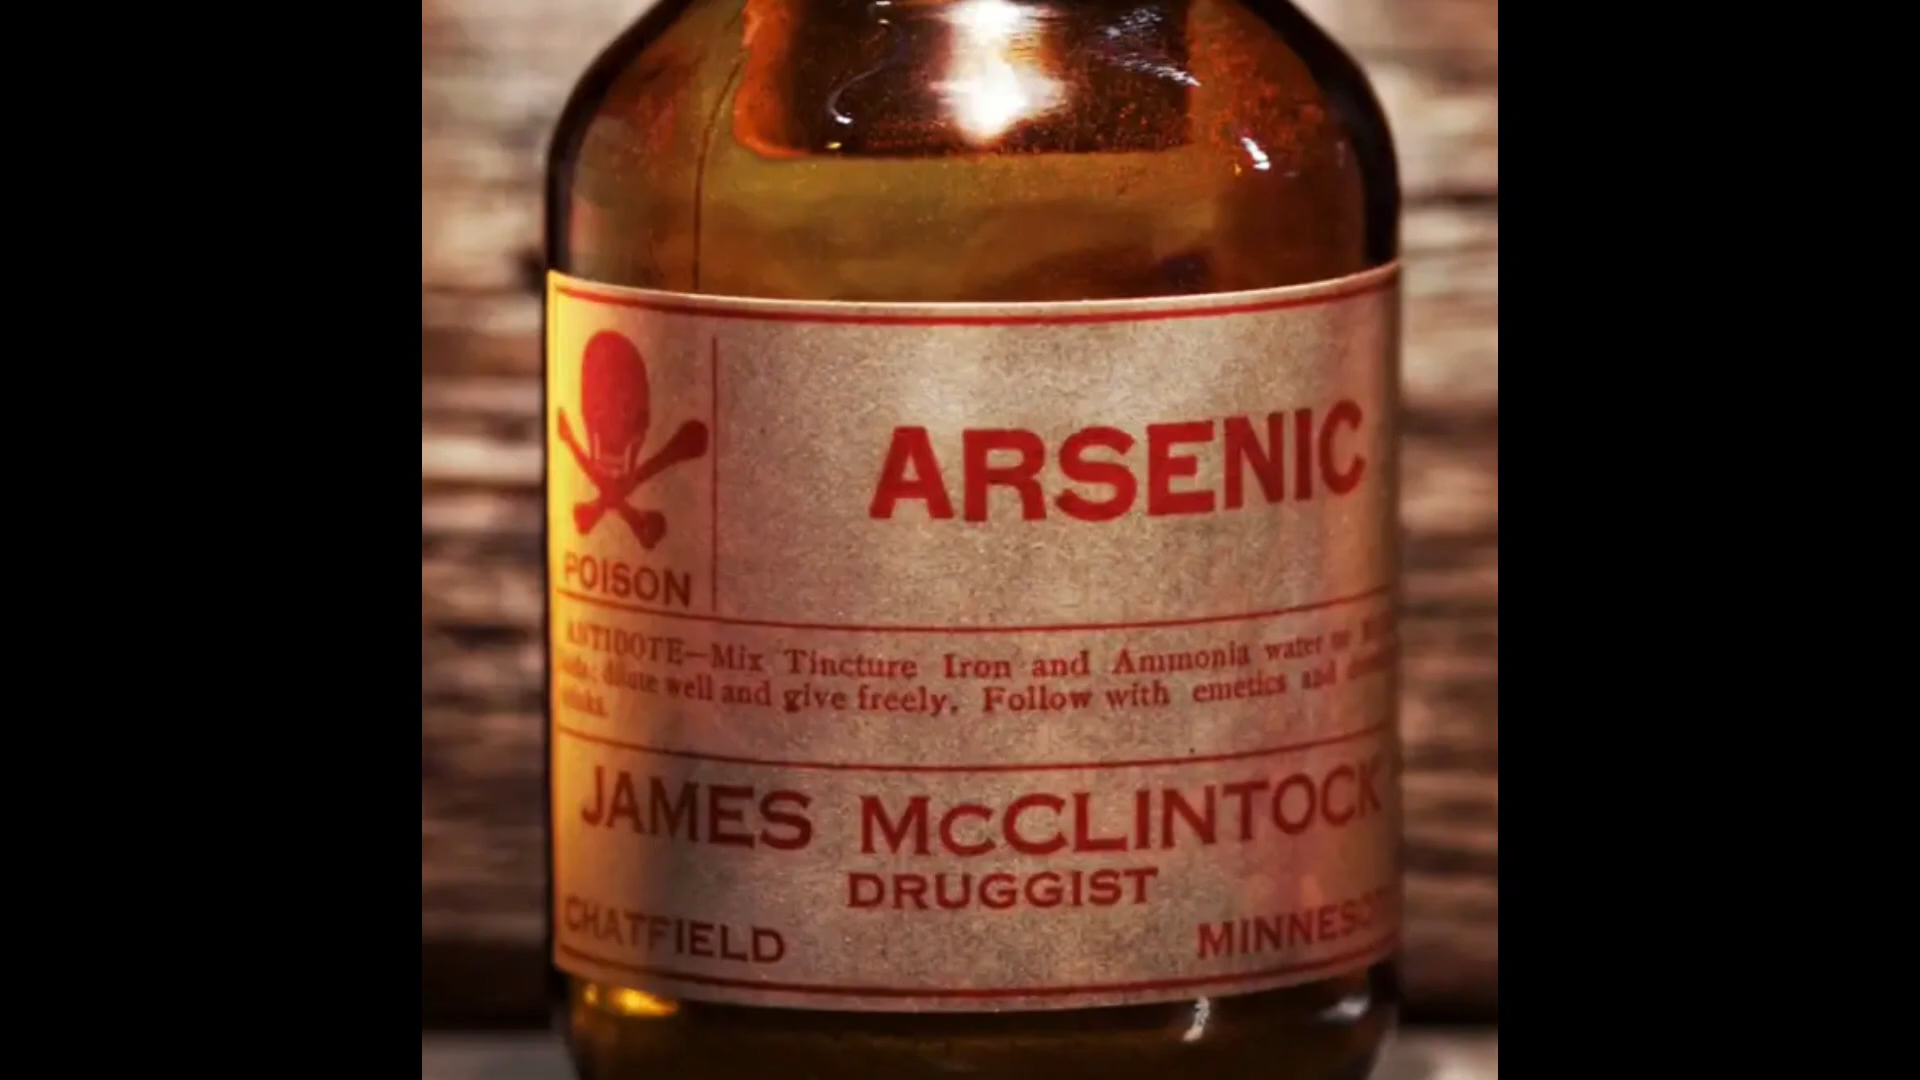 ARSENIC
POISON
ANTIDOTE—Mix Tincture Iron and Ammonia water or
dilute well and give freely. Follow with emetics and
JAMES McCLINTOCK
DRUGGIST
CHATFIELD MINNESO